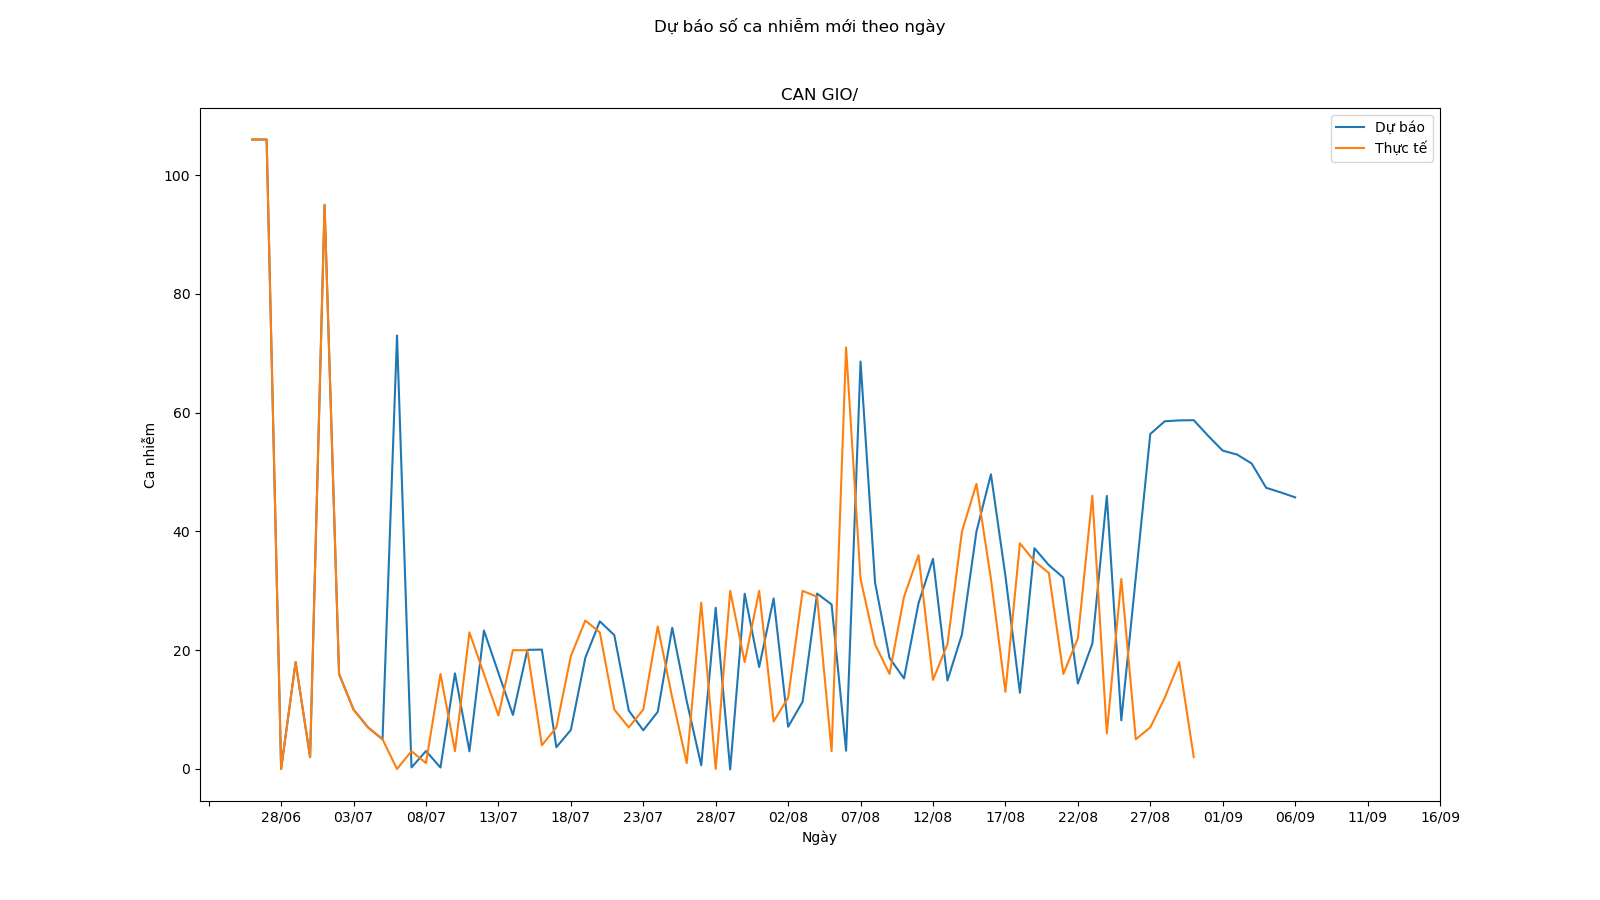 Dự báo số ca nhiễm mới theo ngày
CAN GIO/
Dự báo
Thực tế
100
80
60
40
20
0
Ca nhiễm
28/06 03/07 08/07 13/07 18/07 23/07 28/07 02/08 07/08 12/08 17/08 22/08 27/08 01/09 06/09 11/09 16/09
Ngày